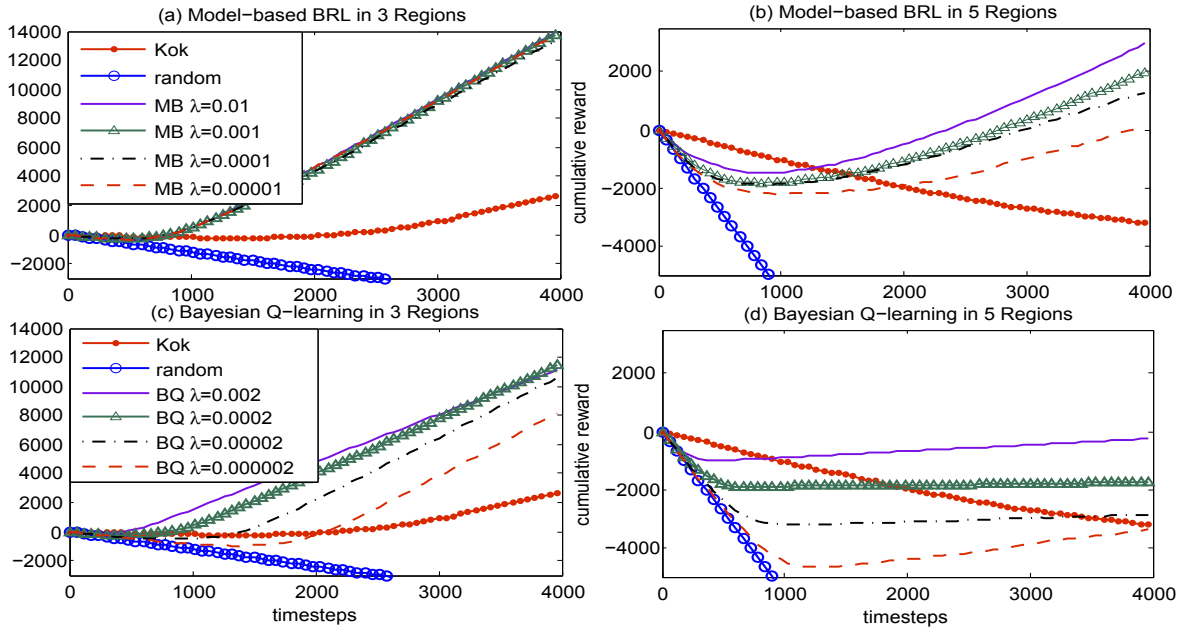 (a) Model−based BRL in 3 Regions
14000
12000
10000
8000
6000
4000
2000
0
−2000
Kok
random
MB λ=0.01
MB λ=0.001
MB λ=0.0001
MB λ=0.00001
0
1000
2000
3000
4000
(b) Model−based BRL in 5 Regions
cumulative reward
2000
0
−2000
−4000
0
1000
2000
3000
4000
(c) Bayesian Q−learning in 3 Regions
14000
12000
10000
8000
6000
4000
2000
0
−2000
Kok
random
BQ λ=0.002
BQ λ=0.0002
BQ λ=0.00002
BQ λ=0.000002
0
1000
2000
3000
4000
timesteps
(d) Bayesian Q−learning in 5 Regions
cumulative reward
2000
0
−2000
−4000
0
1000
2000
3000
4000
timesteps